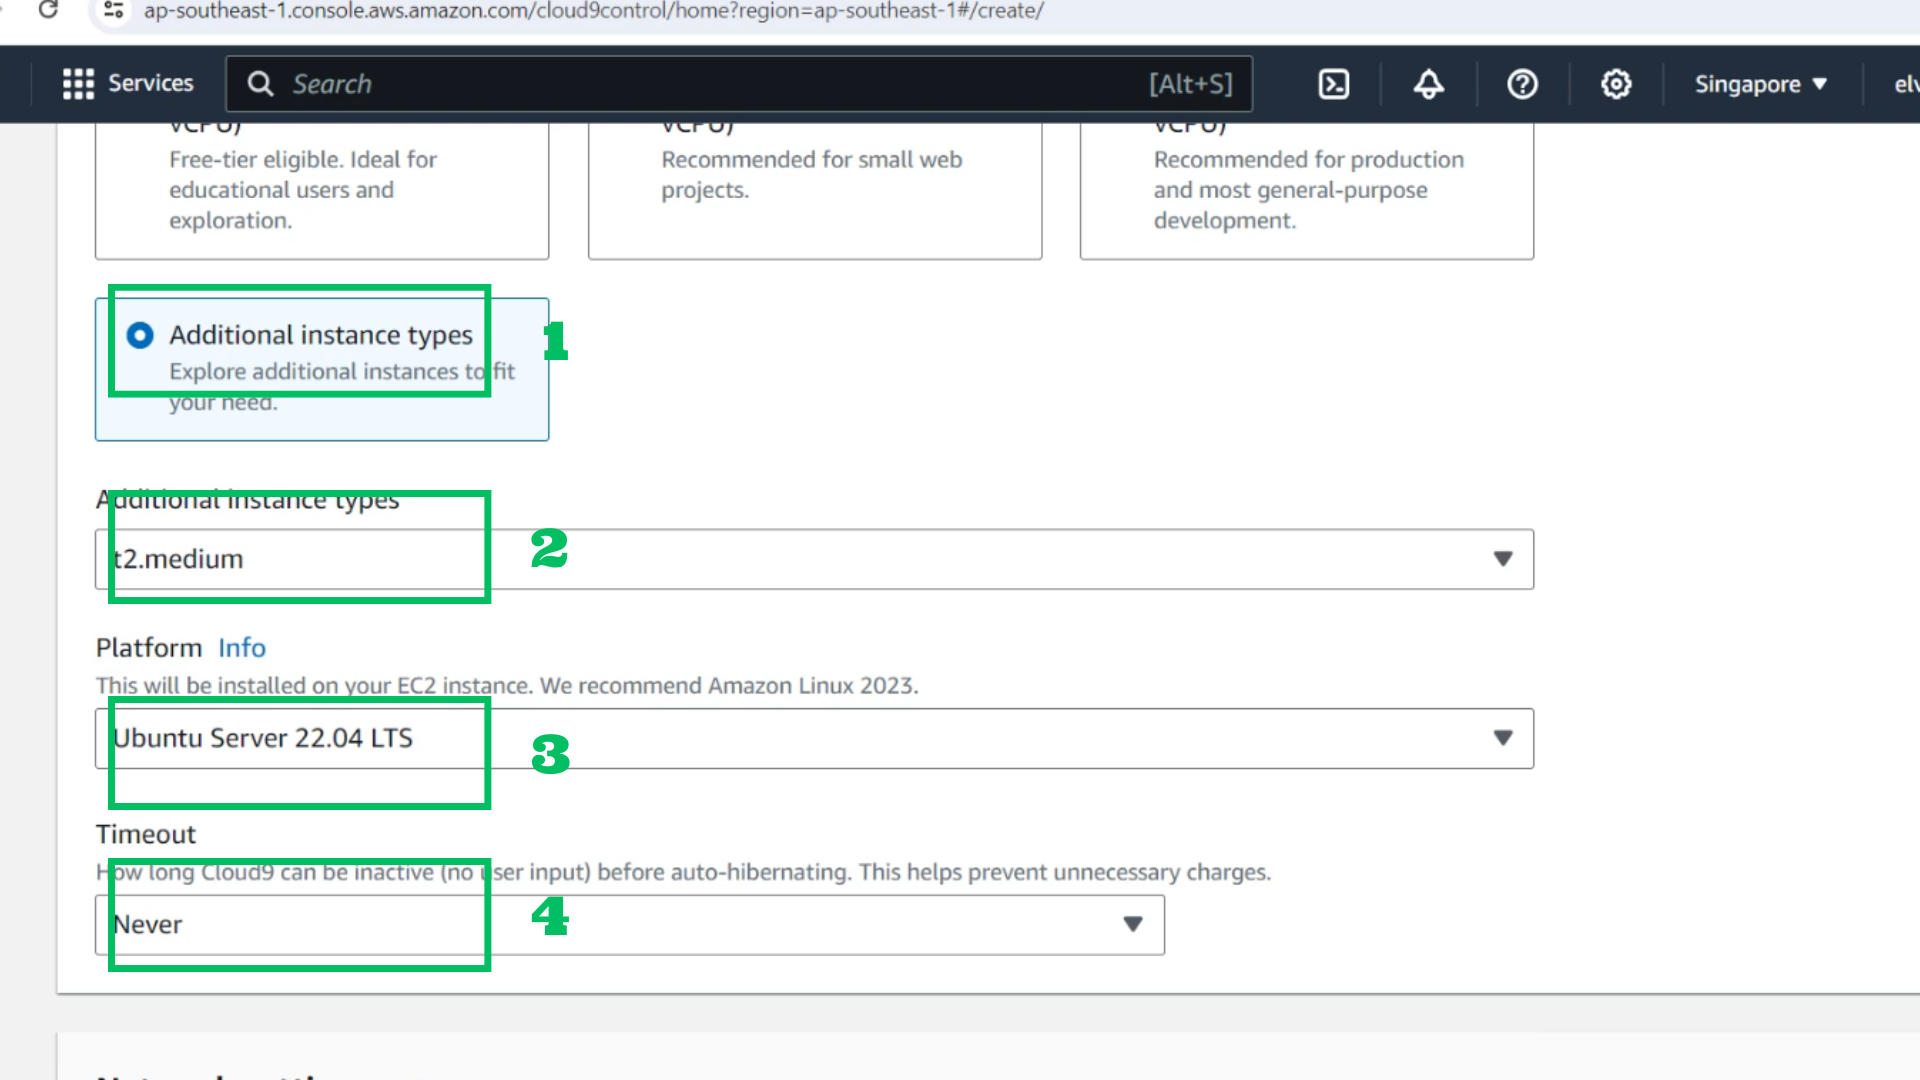 ap-southeast-1.console.aws.amazon.com/cloud9control/home?region=ap-southeast-1#/create/
Services
Search
[Alt+S]
Singapore
vCPU)
Free-tier eligible. Ideal for
educational users and
exploration.
vCPU)
Recommended for small web
projects.
vCPU)
Recommended for production
and most general-purpose
development.
Additional instance types
Explore additional instances to fit
your need.
1
Additional instance types
t2.medium
2
Platform Info
This will be installed on your EC2 instance. We recommend Amazon Linux 2023.
Ubuntu Server 22.04 LTS
3
Timeout
How long Cloud9 can be inactive (no user input) before auto-hibernating. This helps prevent unnecessary charges.
Never
4